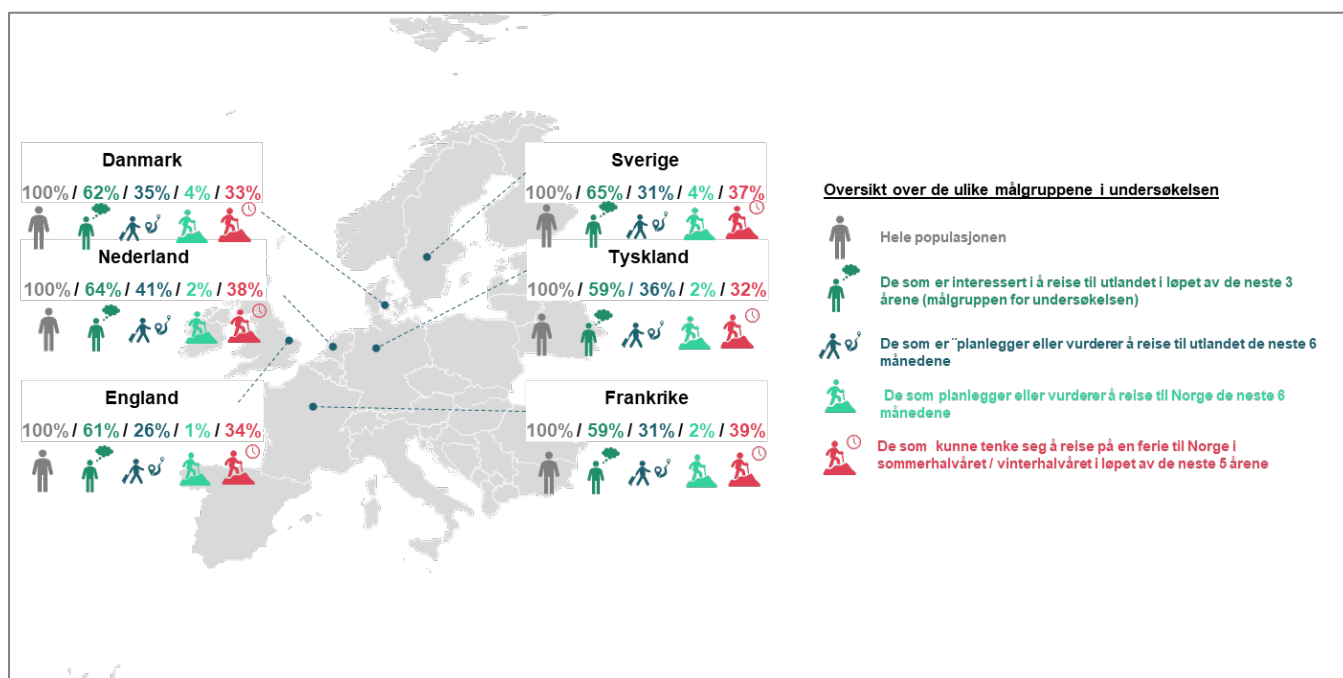 Danmark
100% / 62% / 35% / 4% / 33%
Nederland
100% / 64% / 41% / 2% / 38%
England
100% / 61% / 26% / 1% / 34%
Sverige
100% / 65% / 31% / 4% / 37%
Tyskland
100% / 59% / 36% / 2% / 32%
Frankrike
100% / 59% / 31% / 2% / 39%
Oversikt over de ulike målgruppene i undersøkelsen
Hele populasjonen
De som er interessert i å reise til utlandet i løpet av de neste 3
årene (målgruppen for undersøkelsen)
De som er ¨planlegger eller vurderer å reise til utlandet de neste 6
månedene
De som planlegger eller vurderer å reise til Norge de neste 6
månedene
De som kunne tenke seg å reise på en ferie til Norge i
sommerhalvåret / vinterhalvåret i løpet av de neste 5 årene